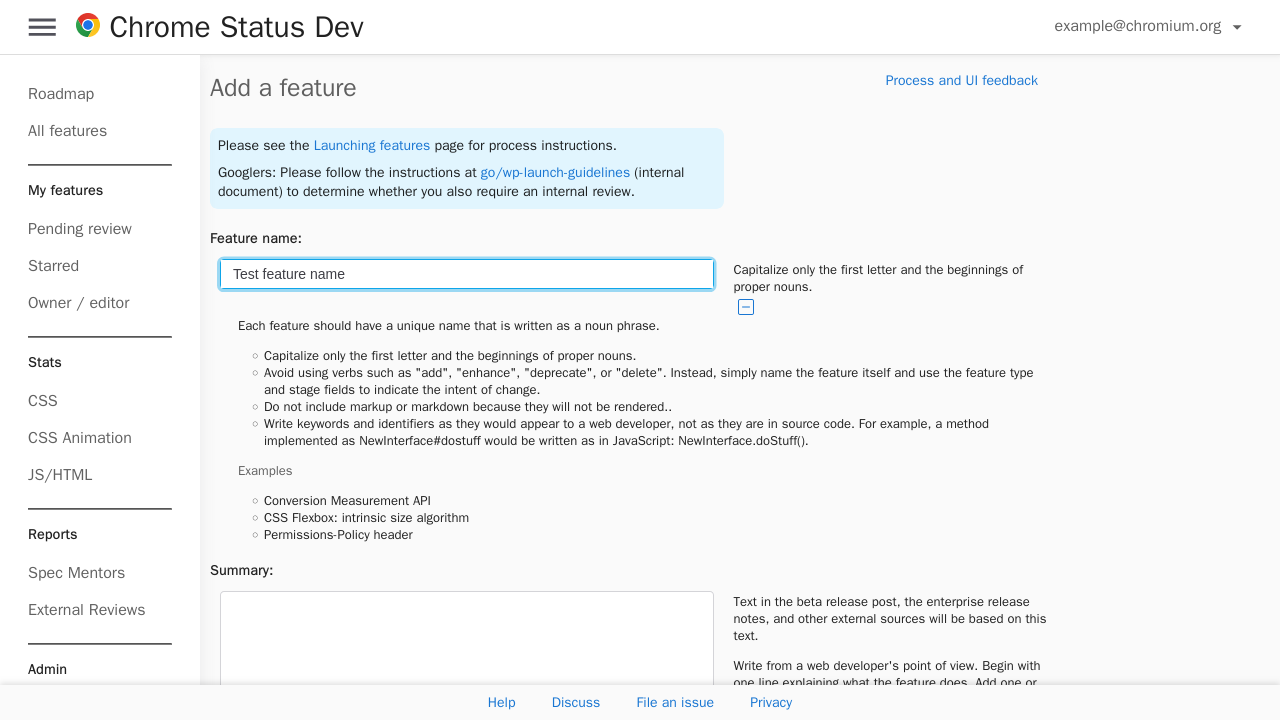 Chrome Status Dev
example@chromium.org
Roadmap
All features
My features
Pending review
Starred
Owner / editor
Stats
CSS
CSS Animation
JS/HTML
Reports
Spec Mentors
External Reviews
Admin
Add a feature
Process and UI feedback
Please see the Launching features page for process instructions.
Googlers: Please follow the instructions at go/wp-launch-guidelines (internal
document) to determine whether you also require an internal review.
Feature name:
Test feature name
Capitalize only the first letter and the beginnings of
proper nouns.
Each feature should have a unique name that is written as a noun phrase.
Capitalize only the first letter and the beginnings of proper nouns.
Avoid using verbs such as "add", "enhance", "deprecate", or "delete". Instead, simply name the feature itself and use the feature type
and stage fields to indicate the intent of change.
Do not include markup or markdown because they will not be rendered..
Write keywords and identifiers as they would appear to a web developer, not as they are in source code. For example, a method
implemented as NewInterface#dostuff would be written as in JavaScript: NewInterface.doStuff().
Examples
Conversion Measurement API
CSS Flexbox: intrinsic size algorithm
Permissions-Policy header
Summary:
Text in the beta release post, the enterprise release
notes, and other external sources will be based on this
text.
Write from a web developer's point of view. Begin with
one line explaining what the feature does. Add one or
Help Discuss File an issue Privacy